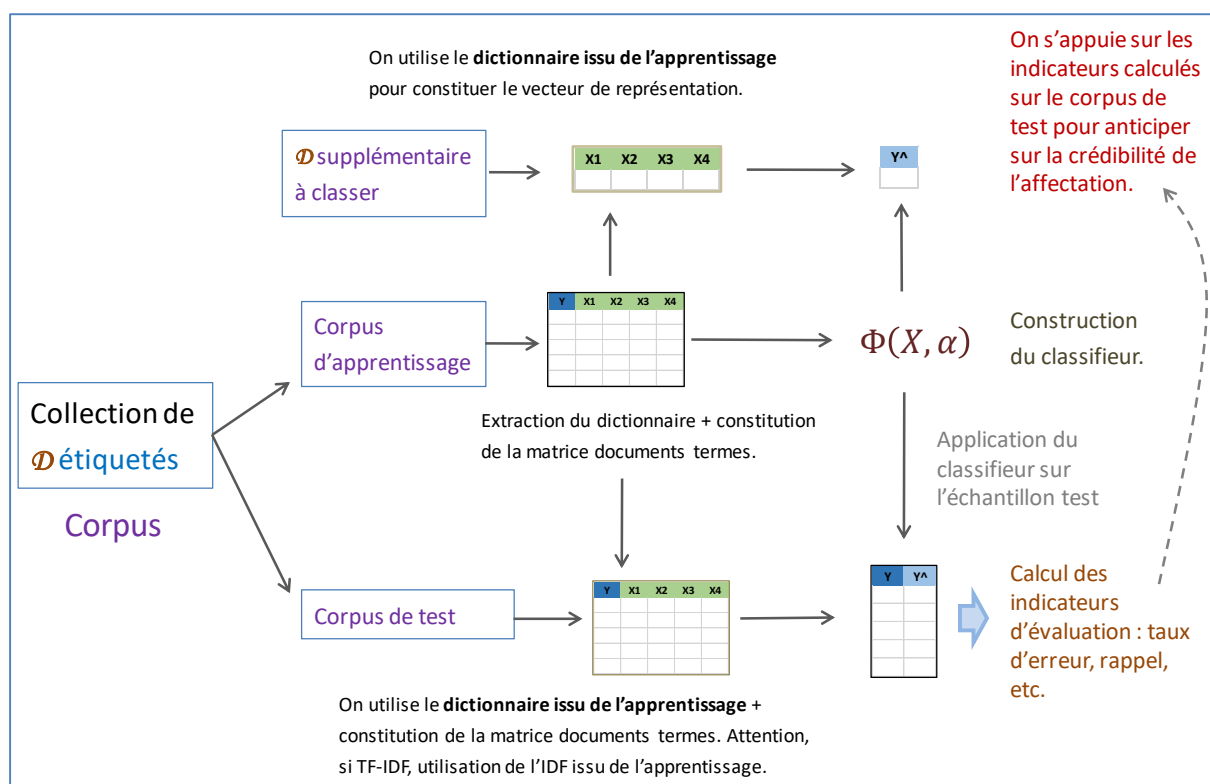 On utilise le dictionnaire issu de l'apprentissage
pour constituer le vecteur de représentation.
On s'appuie sur les
indicateurs calculés
sur le corpus de
test pour anticiper
sur la crédibilité de
l'affectation.
𝒟 supplémentaire
à classer
X1 X2 X3 X4
Y^
Corpus
d'apprentissage
Y X1 X2 X3 X4
Φ(X, α)
Construction
du classifieur.
Collection de
𝒟 étiquetés
Corpus
Extraction du dictionnaire + constitution
de la matrice documents termes.
Application du
classifieur sur
l'échantillon test
Corpus de test
Y X1 X2 X3 X4
Y Y^
Calcul des
indicateurs
d'évaluation : taux
d'erreur, rappel,
etc.
On utilise le dictionnaire issu de l'apprentissage +
constitution de la matrice documents termes. Attention,
si TF-IDF, utilisation de l'IDF issu de l'apprentissage.